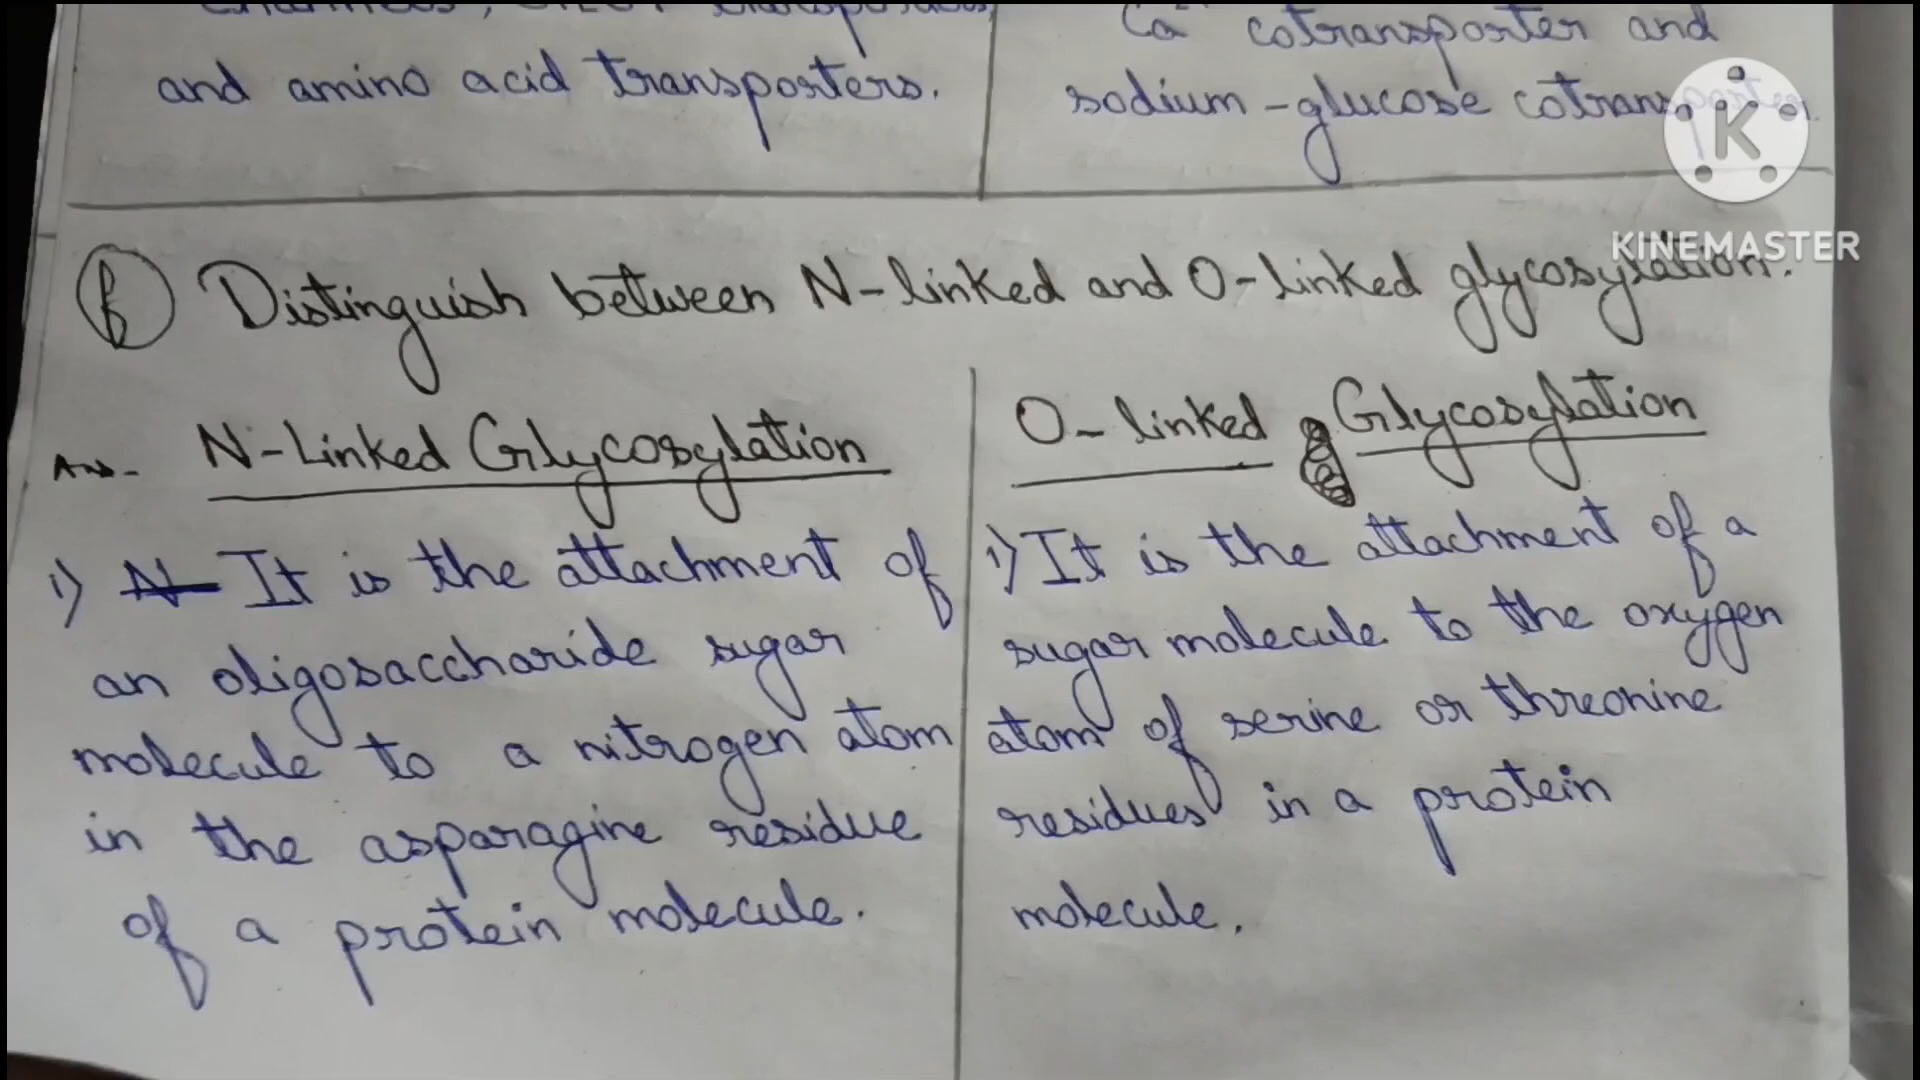 and amino acid transporters.
Ca cotransporter and
sodium-glucose
KINEMASTER
f Distinguish between N-linked and O-linked glycosylation.
Ans- N-Linked Glycosylation
1) N It is the attachment of
an oligosaccharide sugar
molecule to a nitrogen atom
in the asparagine residue
of a protein molecule.
O-linked Glycosylation
1) It is the attachment of a
sugar molecule to the oxygen
atom of serine or threonine
residues in a protein
molecule.